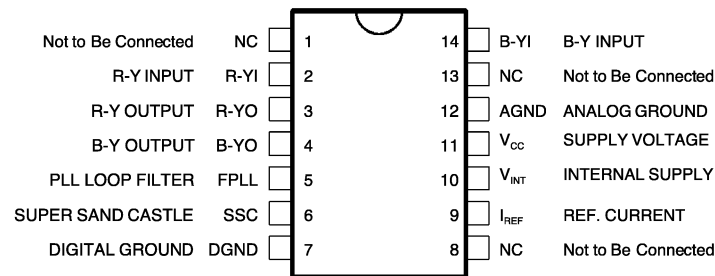 Not to Be Connected NC 1 14 B-YI B-Y INPUT
R-Y INPUT R-YI 2 13 NC Not to Be Connected
R-Y OUTPUT R-YO 3 12 AGND ANALOG GROUND
B-Y OUTPUT B-YO 4 11 VCC SUPPLY VOLTAGE
PLL LOOP FILTER FPLL 5 10 VINT INTERNAL SUPPLY
SUPER SAND CASTLE SSC 6 9 IREF REF. CURRENT
DIGITAL GROUND DGND 7 8 NC Not to Be Connected